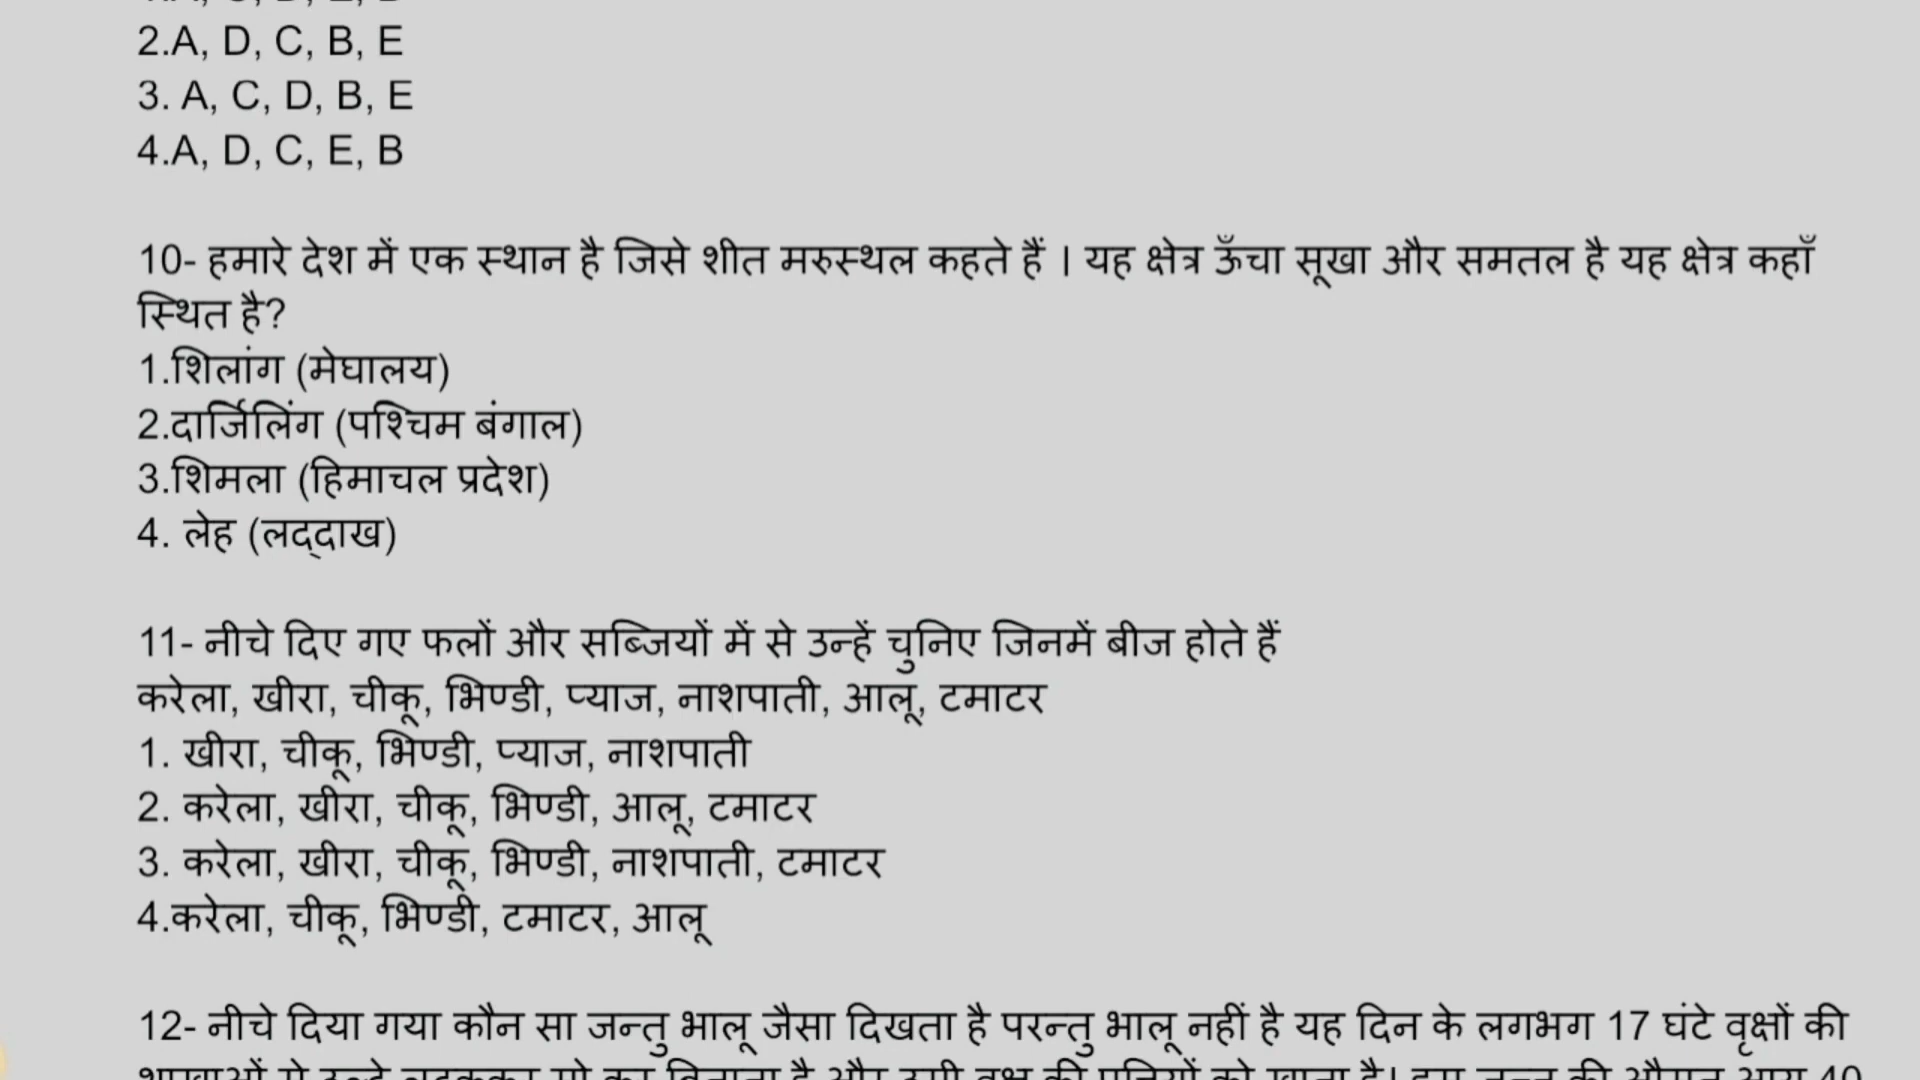 2.A, D, C, B, E
3. A, C, D, B, E
4.A, D, C, E, B
10- हमारे देश में एक स्थान है जिसे शीत मरुस्थल कहते हैं । यह क्षेत्र ऊँचा सूखा और समतल है यह क्षेत्र कहाँ
स्थित है?
1.शिलांग (मेघालय)
2.दार्जिलिंग (पश्चिम बंगाल)
3.शिमला (हिमाचल प्रदेश)
4. लेह (लद्दाख)
11- नीचे दिए गए फलों और सब्जियों में से उन्हें चुनिए जिनमें बीज होते हैं
करेला, खीरा, चीकू, भिण्डी, प्याज, नाशपाती, आलू, टमाटर
1. खीरा, चीकू, भिण्डी, प्याज, नाशपाती
2. करेला, खीरा, चीकू, भिण्डी, आलू, टमाटर
3. करेला, खीरा, चीकू, भिण्डी, नाशपाती, टमाटर
4.करेला, चीकू, भिण्डी, टमाटर, आलू
12- नीचे दिया गया कौन सा जन्तु भालू जैसा दिखता है परन्तु भालू नहीं है यह दिन के लगभग 17 घंटे वृक्षों की